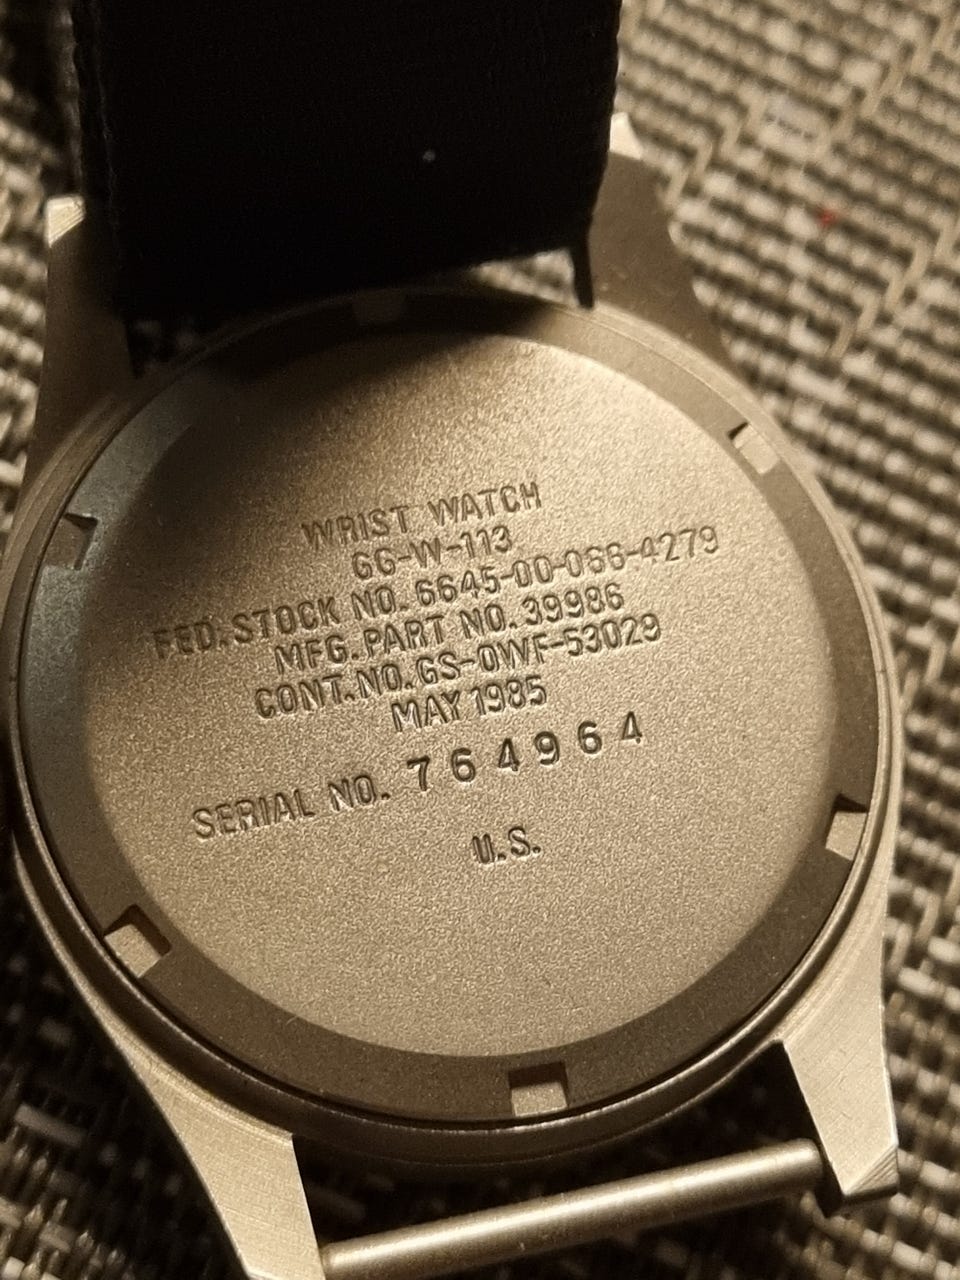 WRIST WATCH
GG-W-113
FED. STOCK NO. 6645-00-066-4279
MFG. PART NO. 39986
CONT. NO. GS-OWF-53029
MAY 1985
SERIAL NO. 764964
U.S.